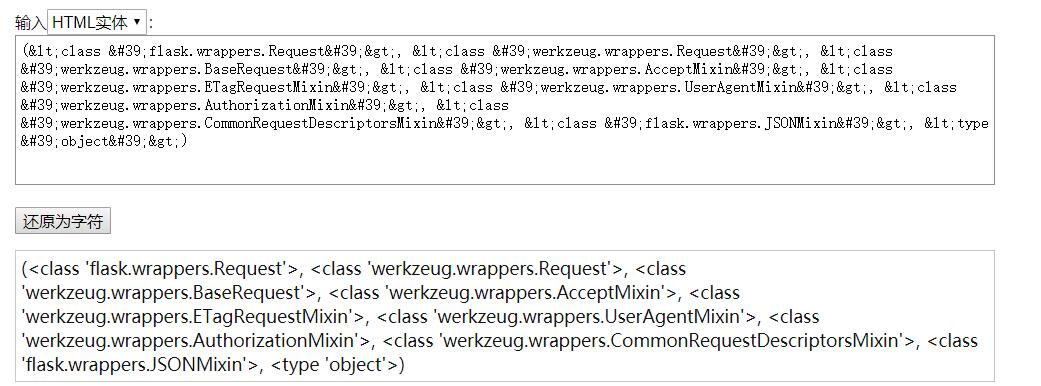 输入HTML实体 ▼ :
(&lt;class &#39;flask.wrappers.Request&#39;&gt;, &lt;class &#39;werkzeug.wrappers.Request&#39;&gt;, &lt;class
&#39;werkzeug.wrappers.BaseRequest&#39;&gt;, &lt;class &#39;werkzeug.wrappers.AcceptMixin&#39;&gt;, &lt;class
&#39;werkzeug.wrappers.ETagRequestMixin&#39;&gt;, &lt;class &#39;werkzeug.wrappers.UserAgentMixin&#39;&gt;, &lt;class
&#39;werkzeug.wrappers.AuthorizationMixin&#39;&gt;, &lt;class
&#39;werkzeug.wrappers.CommonRequestDescriptorsMixin&#39;&gt;, &lt;class &#39;flask.wrappers.JSONMixin&#39;&gt;, &lt;type
&#39;object&#39;&gt;)
还原为字符
(<class 'flask.wrappers.Request'>, <class 'werkzeug.wrappers.Request'>, <class
'werkzeug.wrappers.BaseRequest'>, <class 'werkzeug.wrappers.AcceptMixin'>, <class
'werkzeug.wrappers.ETagRequestMixin'>, <class 'werkzeug.wrappers.UserAgentMixin'>, <class
'werkzeug.wrappers.AuthorizationMixin'>, <class 'werkzeug.wrappers.CommonRequestDescriptorsMixin'>, <class
'flask.wrappers.JSONMixin'>, <type 'object'>)